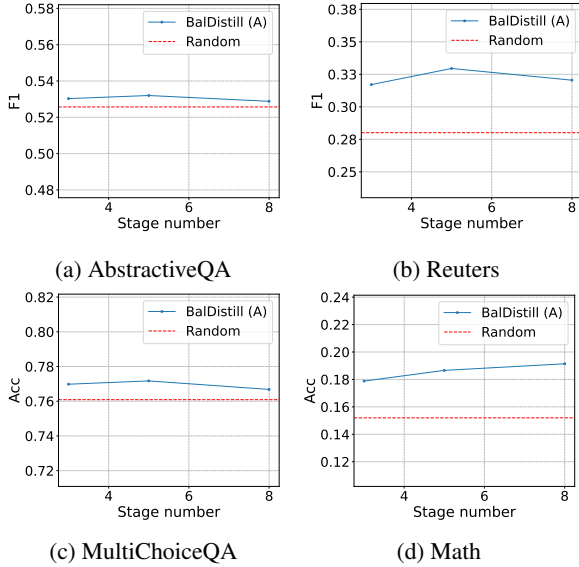 0.58
0.56
0.54
0.52
0.50
0.48
F1
BalDistill (A)
Random
4
6
8
Stage number
(a) AbstractiveQA
0.38
0.35
0.33
0.30
0.28
0.25
F1
BalDistill (A)
Random
4
6
8
Stage number
(b) Reuters
0.82
0.80
0.78
0.76
0.74
0.72
Acc
BalDistill (A)
Random
4
6
8
Stage number
(c) MultiChoiceQA
0.24
0.22
0.20
0.18
0.16
0.14
0.12
Acc
BalDistill (A)
Random
4
6
8
Stage number
(d) Math